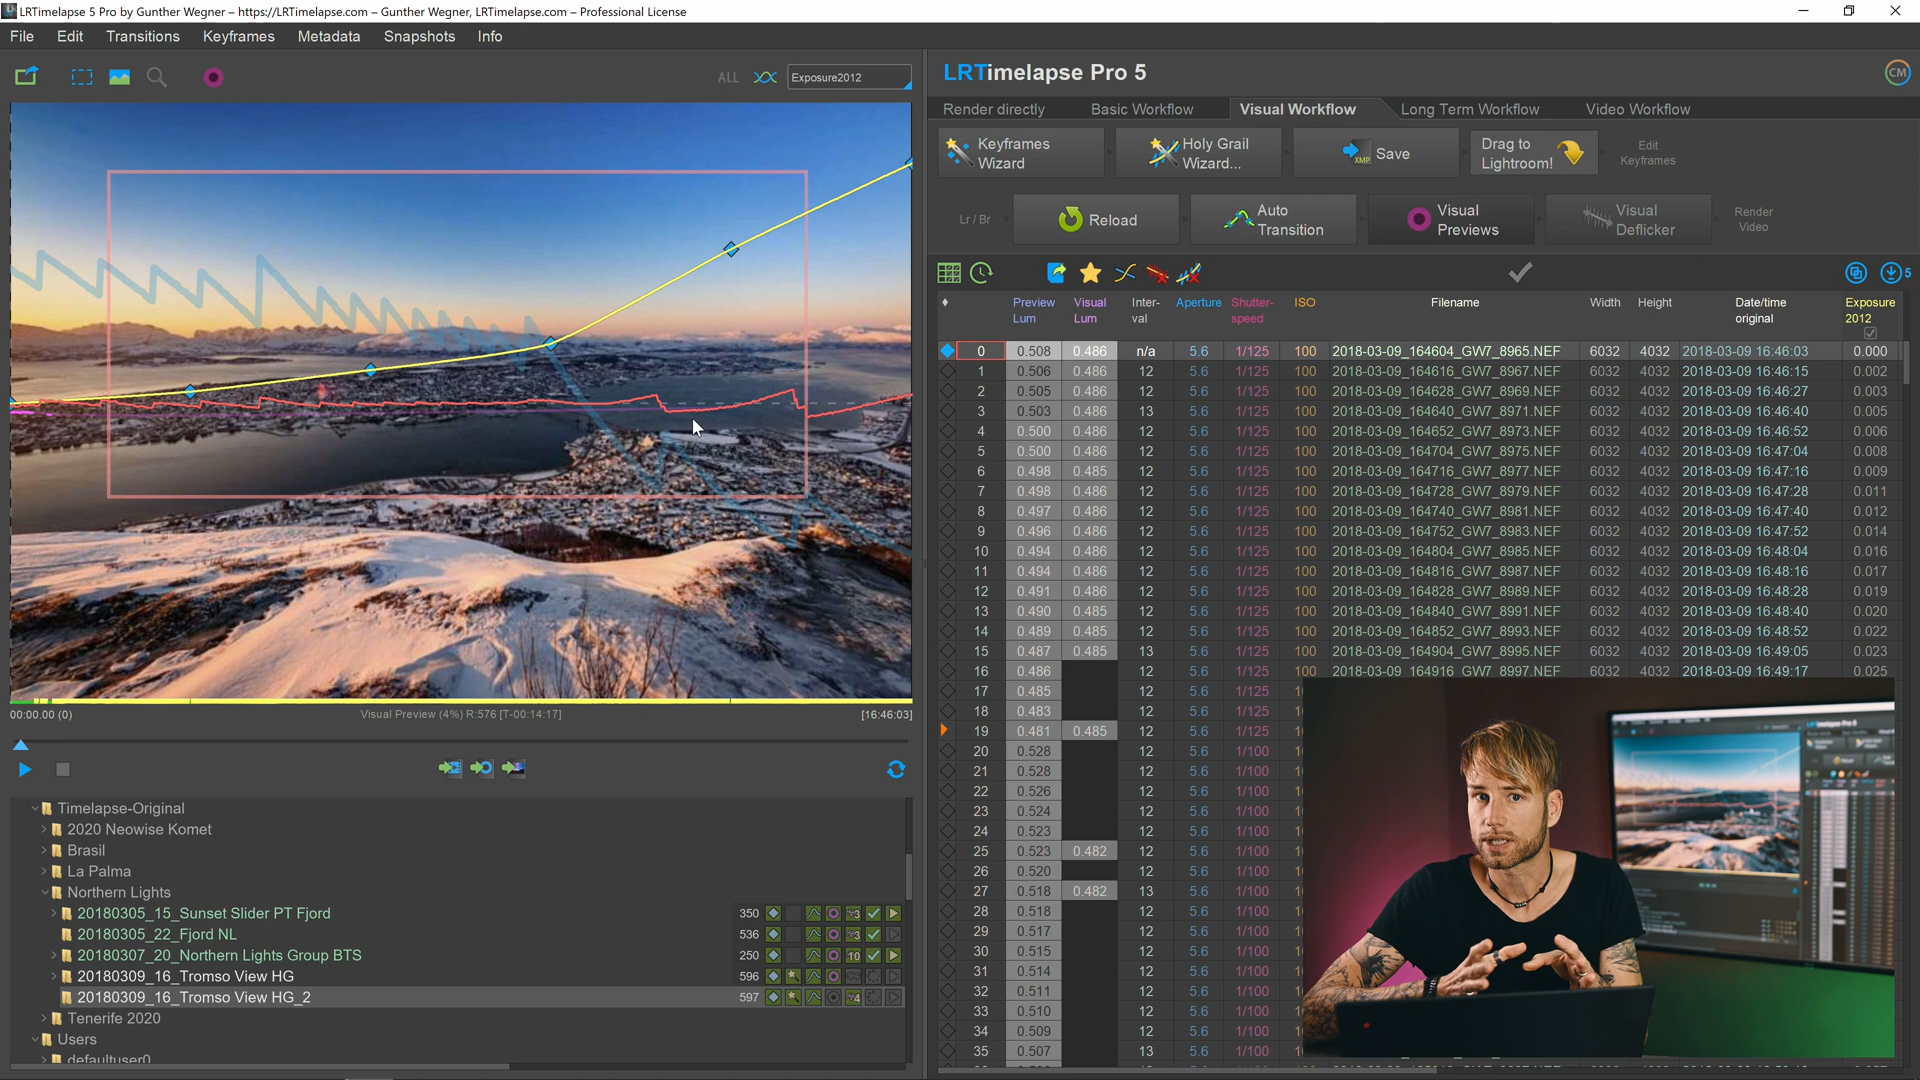 LRTimelapse 5 Pro by Gunther Wegner – https://LRTimelapse.com – Gunther Wegner, LRTimelapse.com – Professional License
File Edit Transitions Keyframes Metadata Snapshots Info
ALL Exposure2012
LRTimelapse Pro 5
CM
Render directly Basic Workflow Visual Workflow Long Term Workflow Video Workflow
Keyframes Wizard
Holy Grail Wizard...
XMP Save
Drag to Lightroom!
Edit Keyframes
Lr / Br
Reload
Auto Transition
Visual Previews
Visual Deflicker
Render Video
5
Preview Lum Visual Lum Inter-val Aperture Shutter-speed ISO Filename Width Height Date/time original Exposure 2012
0 0.508 0.486 n/a 5.6 1/125 100 2018-03-09_164604_GW7_8965.NEF 6032 4032 2018-03-09 16:46:03 0.000
1 0.506 0.486 12 5.6 1/125 100 2018-03-09_164616_GW7_8967.NEF 6032 4032 2018-03-09 16:46:15 0.002
2 0.505 0.486 12 5.6 1/125 100 2018-03-09_164628_GW7_8969.NEF 6032 4032 2018-03-09 16:46:27 0.003
3 0.503 0.486 13 5.6 1/125 100 2018-03-09_164640_GW7_8971.NEF 6032 4032 2018-03-09 16:46:40 0.005
4 0.500 0.486 12 5.6 1/125 100 2018-03-09_164652_GW7_8973.NEF 6032 4032 2018-03-09 16:46:52 0.006
5 0.500 0.486 12 5.6 1/125 100 2018-03-09_164704_GW7_8975.NEF 6032 4032 2018-03-09 16:47:04 0.008
6 0.498 0.485 12 5.6 1/125 100 2018-03-09_164716_GW7_8977.NEF 6032 4032 2018-03-09 16:47:16 0.009
7 0.498 0.486 12 5.6 1/125 100 2018-03-09_164728_GW7_8979.NEF 6032 4032 2018-03-09 16:47:28 0.011
8 0.497 0.486 12 5.6 1/125 100 2018-03-09_164740_GW7_8981.NEF 6032 4032 2018-03-09 16:47:40 0.012
9 0.496 0.486 12 5.6 1/125 100 2018-03-09_164752_GW7_8983.NEF 6032 4032 2018-03-09 16:47:52 0.014
10 0.494 0.486 12 5.6 1/125 100 2018-03-09_164804_GW7_8985.NEF 6032 4032 2018-03-09 16:48:04 0.016
11 0.494 0.486 12 5.6 1/125 100 2018-03-09_164816_GW7_8987.NEF 6032 4032 2018-03-09 16:48:16 0.017
12 0.491 0.486 12 5.6 1/125 100 2018-03-09_164828_GW7_8989.NEF 6032 4032 2018-03-09 16:48:28 0.019
13 0.490 0.485 12 5.6 1/125 100 2018-03-09_164840_GW7_8991.NEF 6032 4032 2018-03-09 16:48:40 0.020
14 0.489 0.485 12 5.6 1/125 100 2018-03-09_164852_GW7_8993.NEF 6032 4032 2018-03-09 16:48:52 0.022
15 0.487 0.485 13 5.6 1/125 100 2018-03-09_164904_GW7_8995.NEF 6032 4032 2018-03-09 16:49:05 0.023
16 0.486 12 5.6 1/125 100 2018-03-09_164916_GW7_8997.NEF 6032 4032 2018-03-09 16:49:17 0.025
17 0.485 12 5.6 1/125
18 0.483 12 5.6 1/125
19 0.481 0.485 12 5.6 1/125
20 0.528 12 5.6 1/100
21 0.528 12 5.6 1/100
22 0.526 12 5.6 1/100
23 0.524 12 5.6 1/100
24 0.523 12 5.6 1/100
25 0.523 0.482 12 5.6 1/100
26 0.520 12 5.6 1/100
27 0.518 0.482 13 5.6 1/100
28 0.518 12 5.6 1/100
29 0.517 12 5.6 1/100
30 0.515 12 5.6 1/100
31 0.514 12 5.6 1/100
32 0.511 12 5.6 1/100
33 0.510 12 5.6 1/100
34 0.509 12 5.6 1/100
35 0.507 13 5.6 1/100
00:00.00 (0) Visual Preview (4%) R:576 [T-00:14:17] [16:46:03]
Timelapse-Original
2020 Neowise Komet
Brasil
La Palma
Northern Lights
20180305_15_Sunset Slider PT Fjord 350 3
20180305_22_Fjord NL 536 3
20180307_20_Northern Lights Group BTS 250 10
20180309_16_Tromso View HG 596
20180309_16_Tromso View HG_2 597 4
Tenerife 2020
Users
defaultuser0